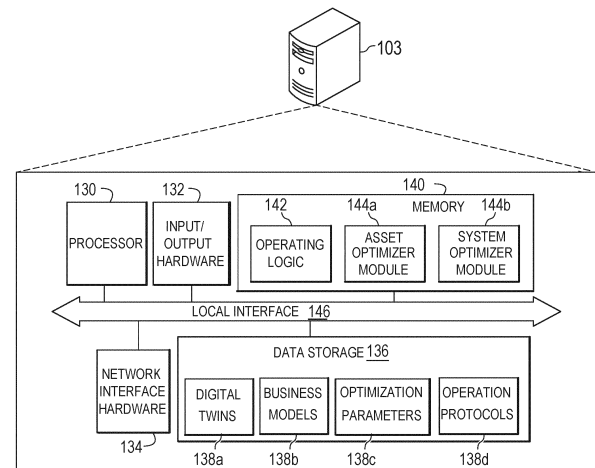 103
130
132
140
MEMORY
142
144a
144b
PROCESSOR
INPUT/
OUTPUT
HARDWARE
OPERATING
LOGIC
ASSET
OPTIMIZER
MODULE
SYSTEM
OPTIMIZER
MODULE
LOCAL INTERFACE 146
NETWORK
INTERFACE
HARDWARE
134
DATA STORAGE 136
DIGITAL
TWINS
BUSINESS
MODELS
OPTIMIZATION
PARAMETERS
OPERATION
PROTOCOLS
138a
138b
138c
138d